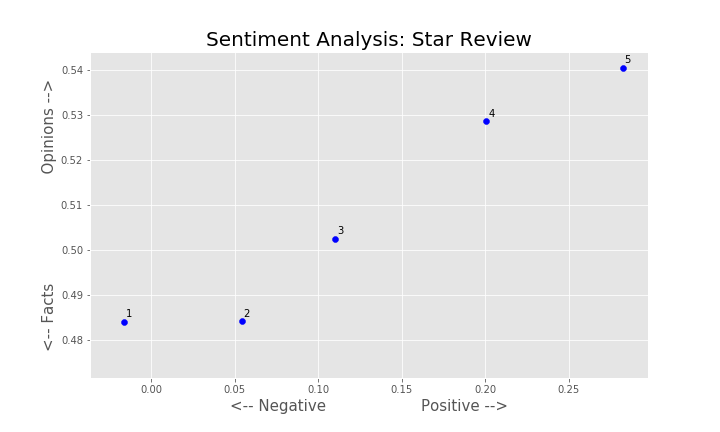 Sentiment Analysis: Star Review
Opinions -->
<-- Facts
0.54
0.53
0.52
0.51
0.50
0.49
0.48
5
4
3
1
2
0.00 0.05 0.10 0.15 0.20 0.25
<-- Negative Positive -->